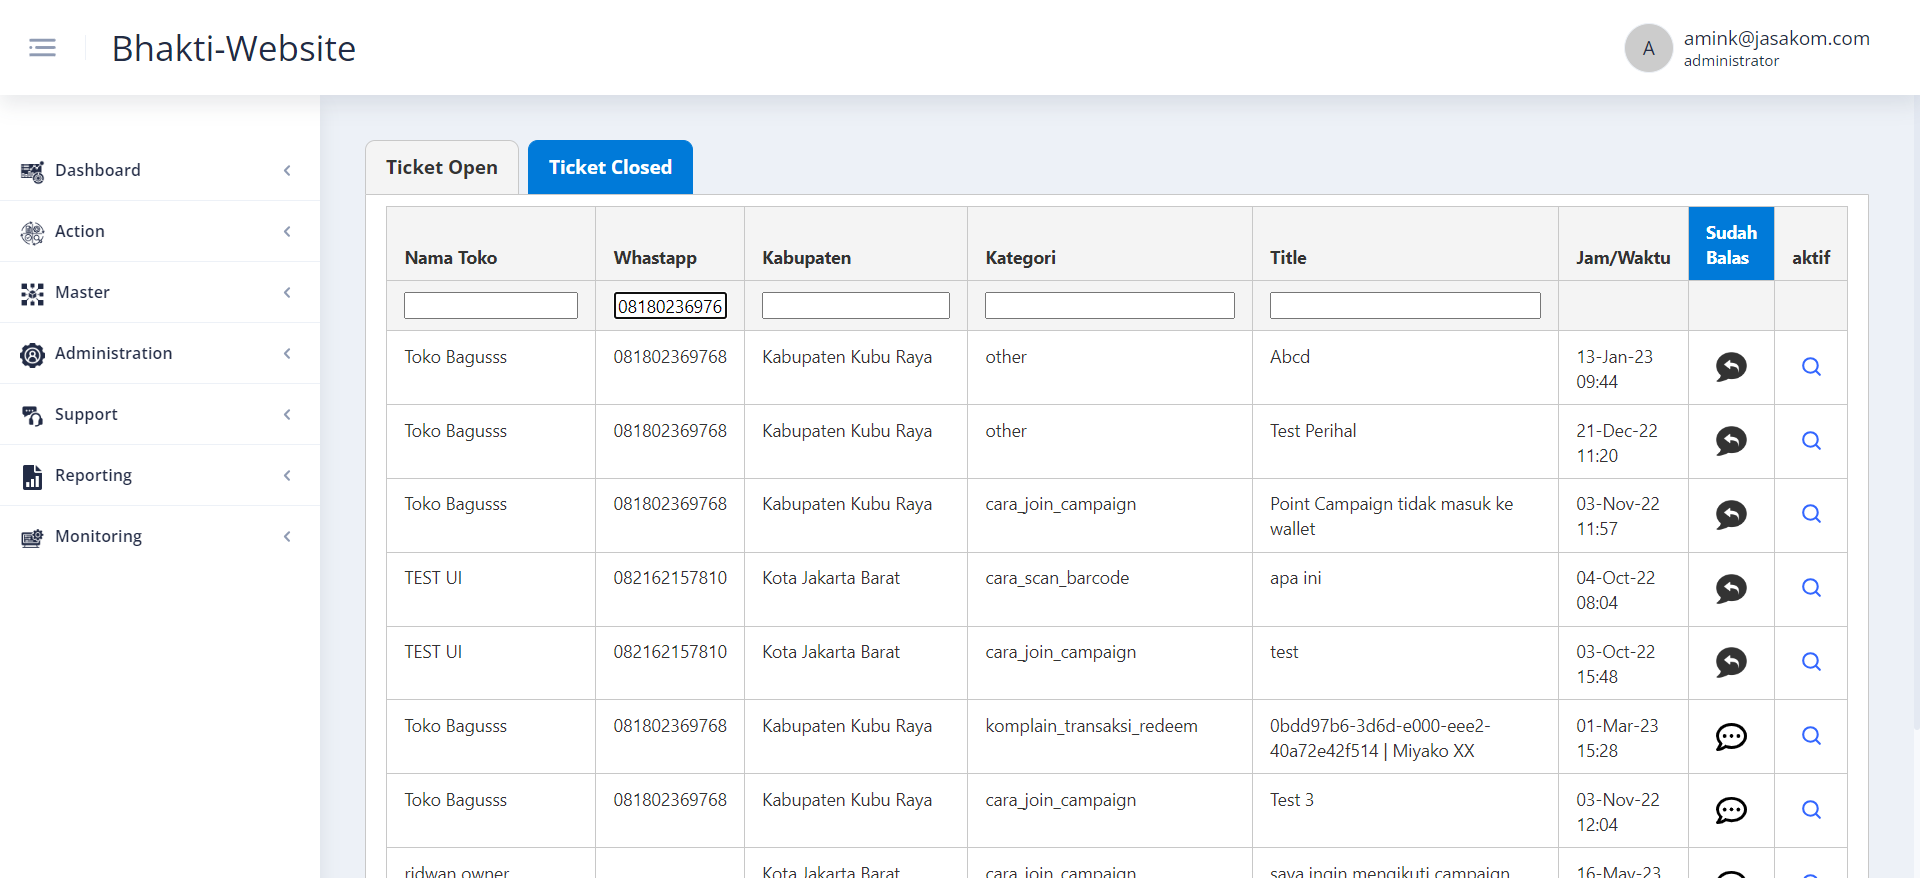 Bhakti-Website
A
amink@jasakom.com
administrator
Dashboard
Action
Master
Administration
Support
Reporting
Monitoring
Ticket Open
Ticket Closed
Nama Toko Whastapp Kabupaten Kategori Title Jam/Waktu Sudah Balas aktif
08180236976
Toko Bagusss 081802369768 Kabupaten Kubu Raya other Abcd 13-Jan-23
09:44
Toko Bagusss 081802369768 Kabupaten Kubu Raya other Test Perihal 21-Dec-22
11:20
Toko Bagusss 081802369768 Kabupaten Kubu Raya cara_join_campaign Point Campaign tidak masuk ke 03-Nov-22
wallet 11:57
TEST UI 082162157810 Kota Jakarta Barat cara_scan_barcode apa ini 04-Oct-22
08:04
TEST UI 082162157810 Kota Jakarta Barat cara_join_campaign test 03-Oct-22
15:48
Toko Bagusss 081802369768 Kabupaten Kubu Raya komplain_transaksi_redeem 0bdd97b6-3d6d-e000-eee2- 01-Mar-23
40a72e42f514 | Miyako XX 15:28
Toko Bagusss 081802369768 Kabupaten Kubu Raya cara_join_campaign Test 3 03-Nov-22
12:04
ridwan owner Kota Jakarta Barat cara_join_campaign saya ingin mengikuti campaign 16-May-23